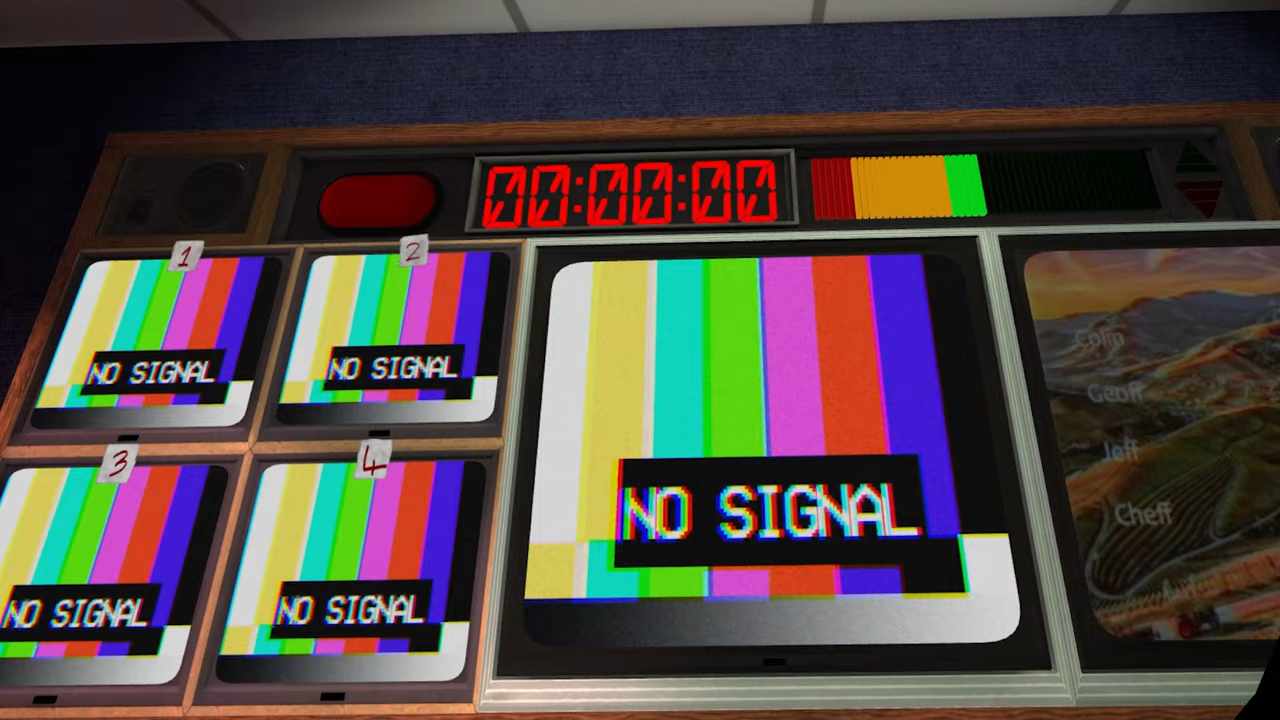 00:00:00
1
2
NO SIGNAL
NO SIGNAL
3
4
NO SIGNAL
NO SIGNAL
NO SIGNAL
Colin
Geoff
Jeff
Cheff